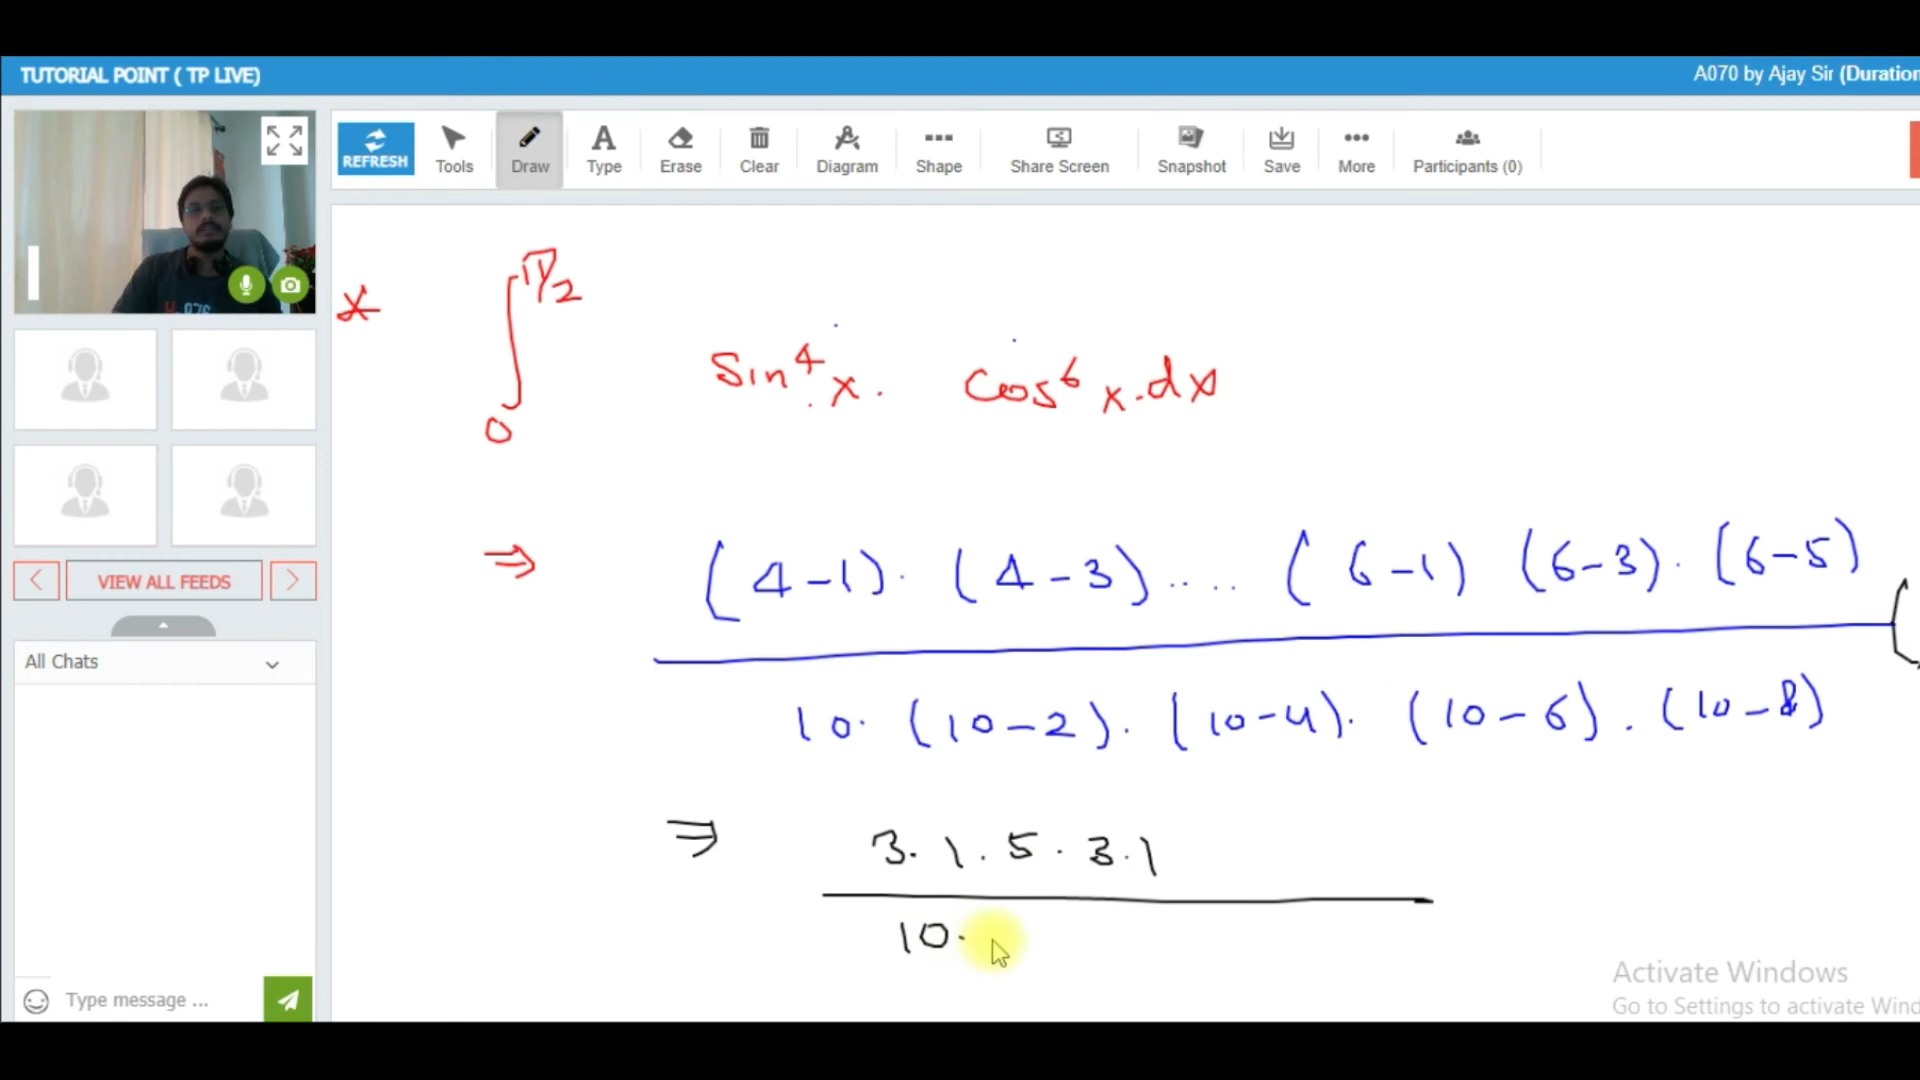 TUTORIAL POINT ( TP LIVE)
A070 by Ajay Sir (Duration
REFRESH
Tools
Draw
Type
Erase
Clear
Diagram
Shape
Share Screen
Snapshot
Save
More
Participants (0)
∫₀^π/2 Sin⁴x. Cos⁶x.dx
⇒ (4-1). (4-3).... (6-1) (6-3). (6-5)
10. (10-2). (10-4). (10-6). (10-8)
⇒ 3.1.5.3.1
10.
VIEW ALL FEEDS
All Chats
Type message ...
Activate Windows
Go to Settings to activate Wind